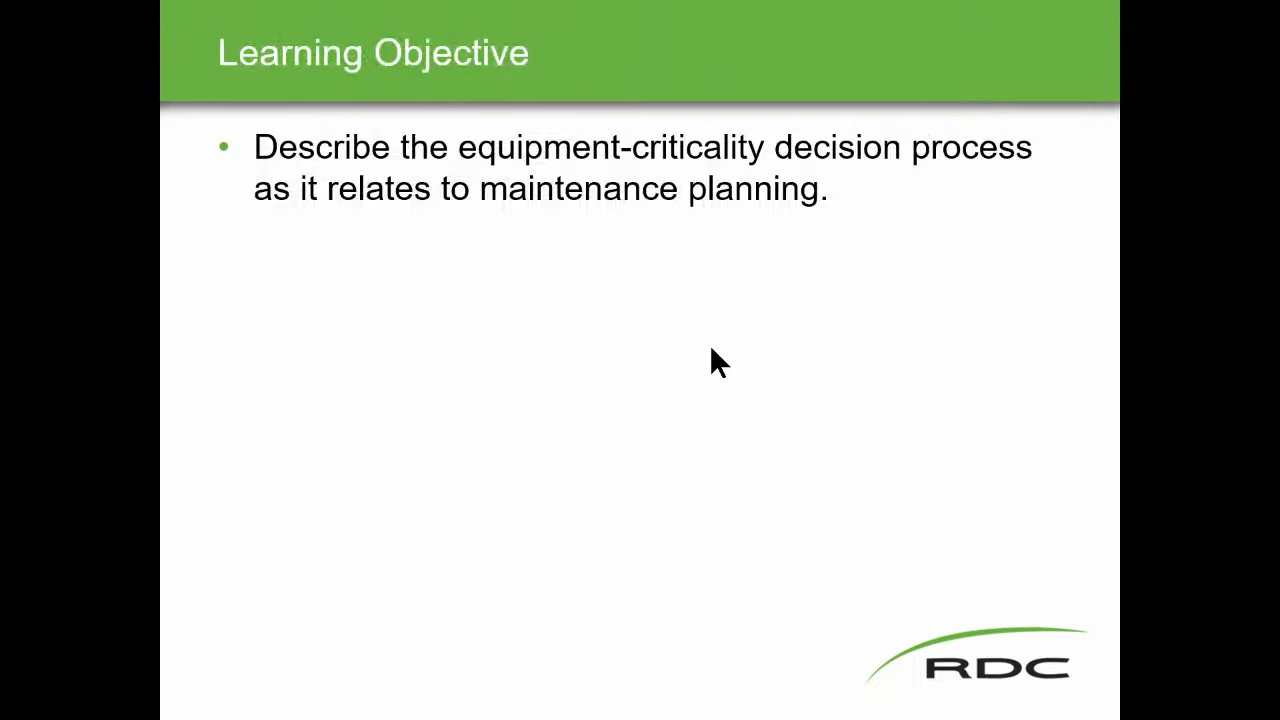 Learning Objective
• Describe the equipment-criticality decision process
as it relates to maintenance planning.
RDC